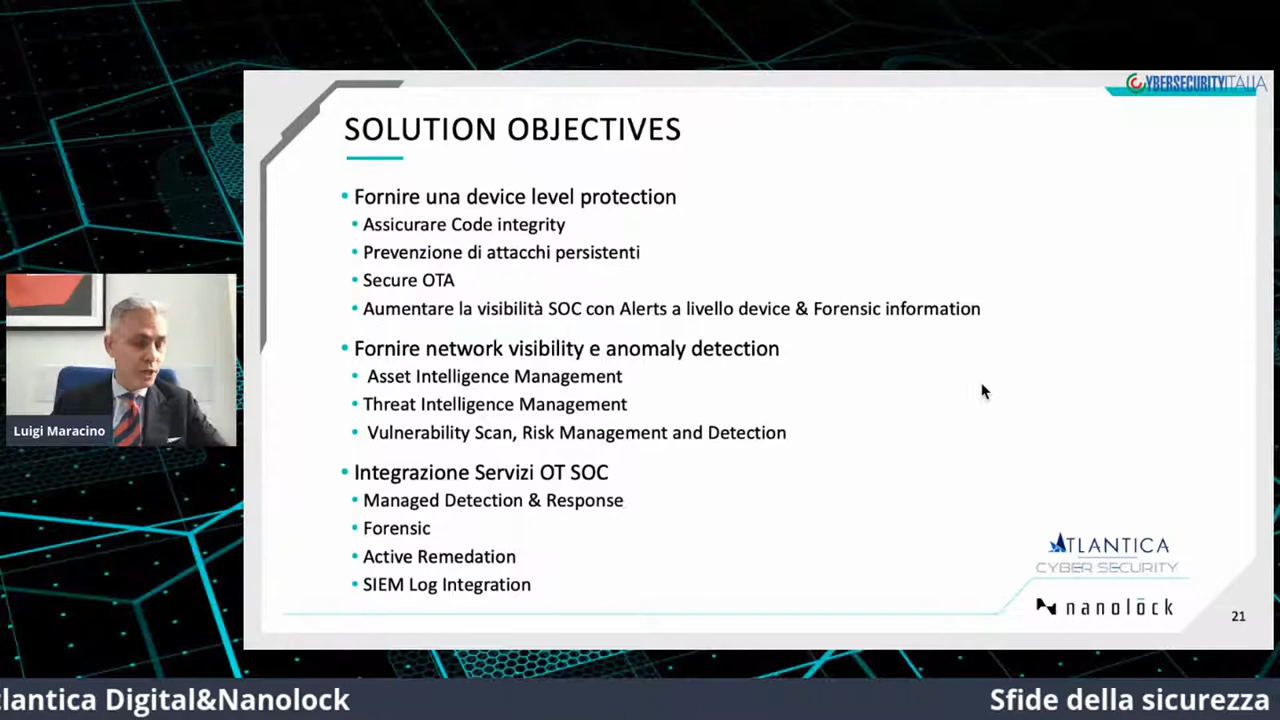 CYBERSECURITYITALIA
SOLUTION OBJECTIVES
• Fornire una device level protection
• Assicurare Code integrity
• Prevenzione di attacchi persistenti
• Secure OTA
• Aumentare la visibilità SOC con Alerts a livello device & Forensic information
• Fornire network visibility e anomaly detection
• Asset Intelligence Management
• Threat Intelligence Management
• Vulnerability Scan, Risk Management and Detection
• Integrazione Servizi OT SOC
• Managed Detection & Response
• Forensic
• Active Remedation
• SIEM Log Integration
ATLANTICA
CYBER SECURITY
nanolock
21
Luigi Maracino
tlantica Digital&Nanolock
Sfide della sicurezza